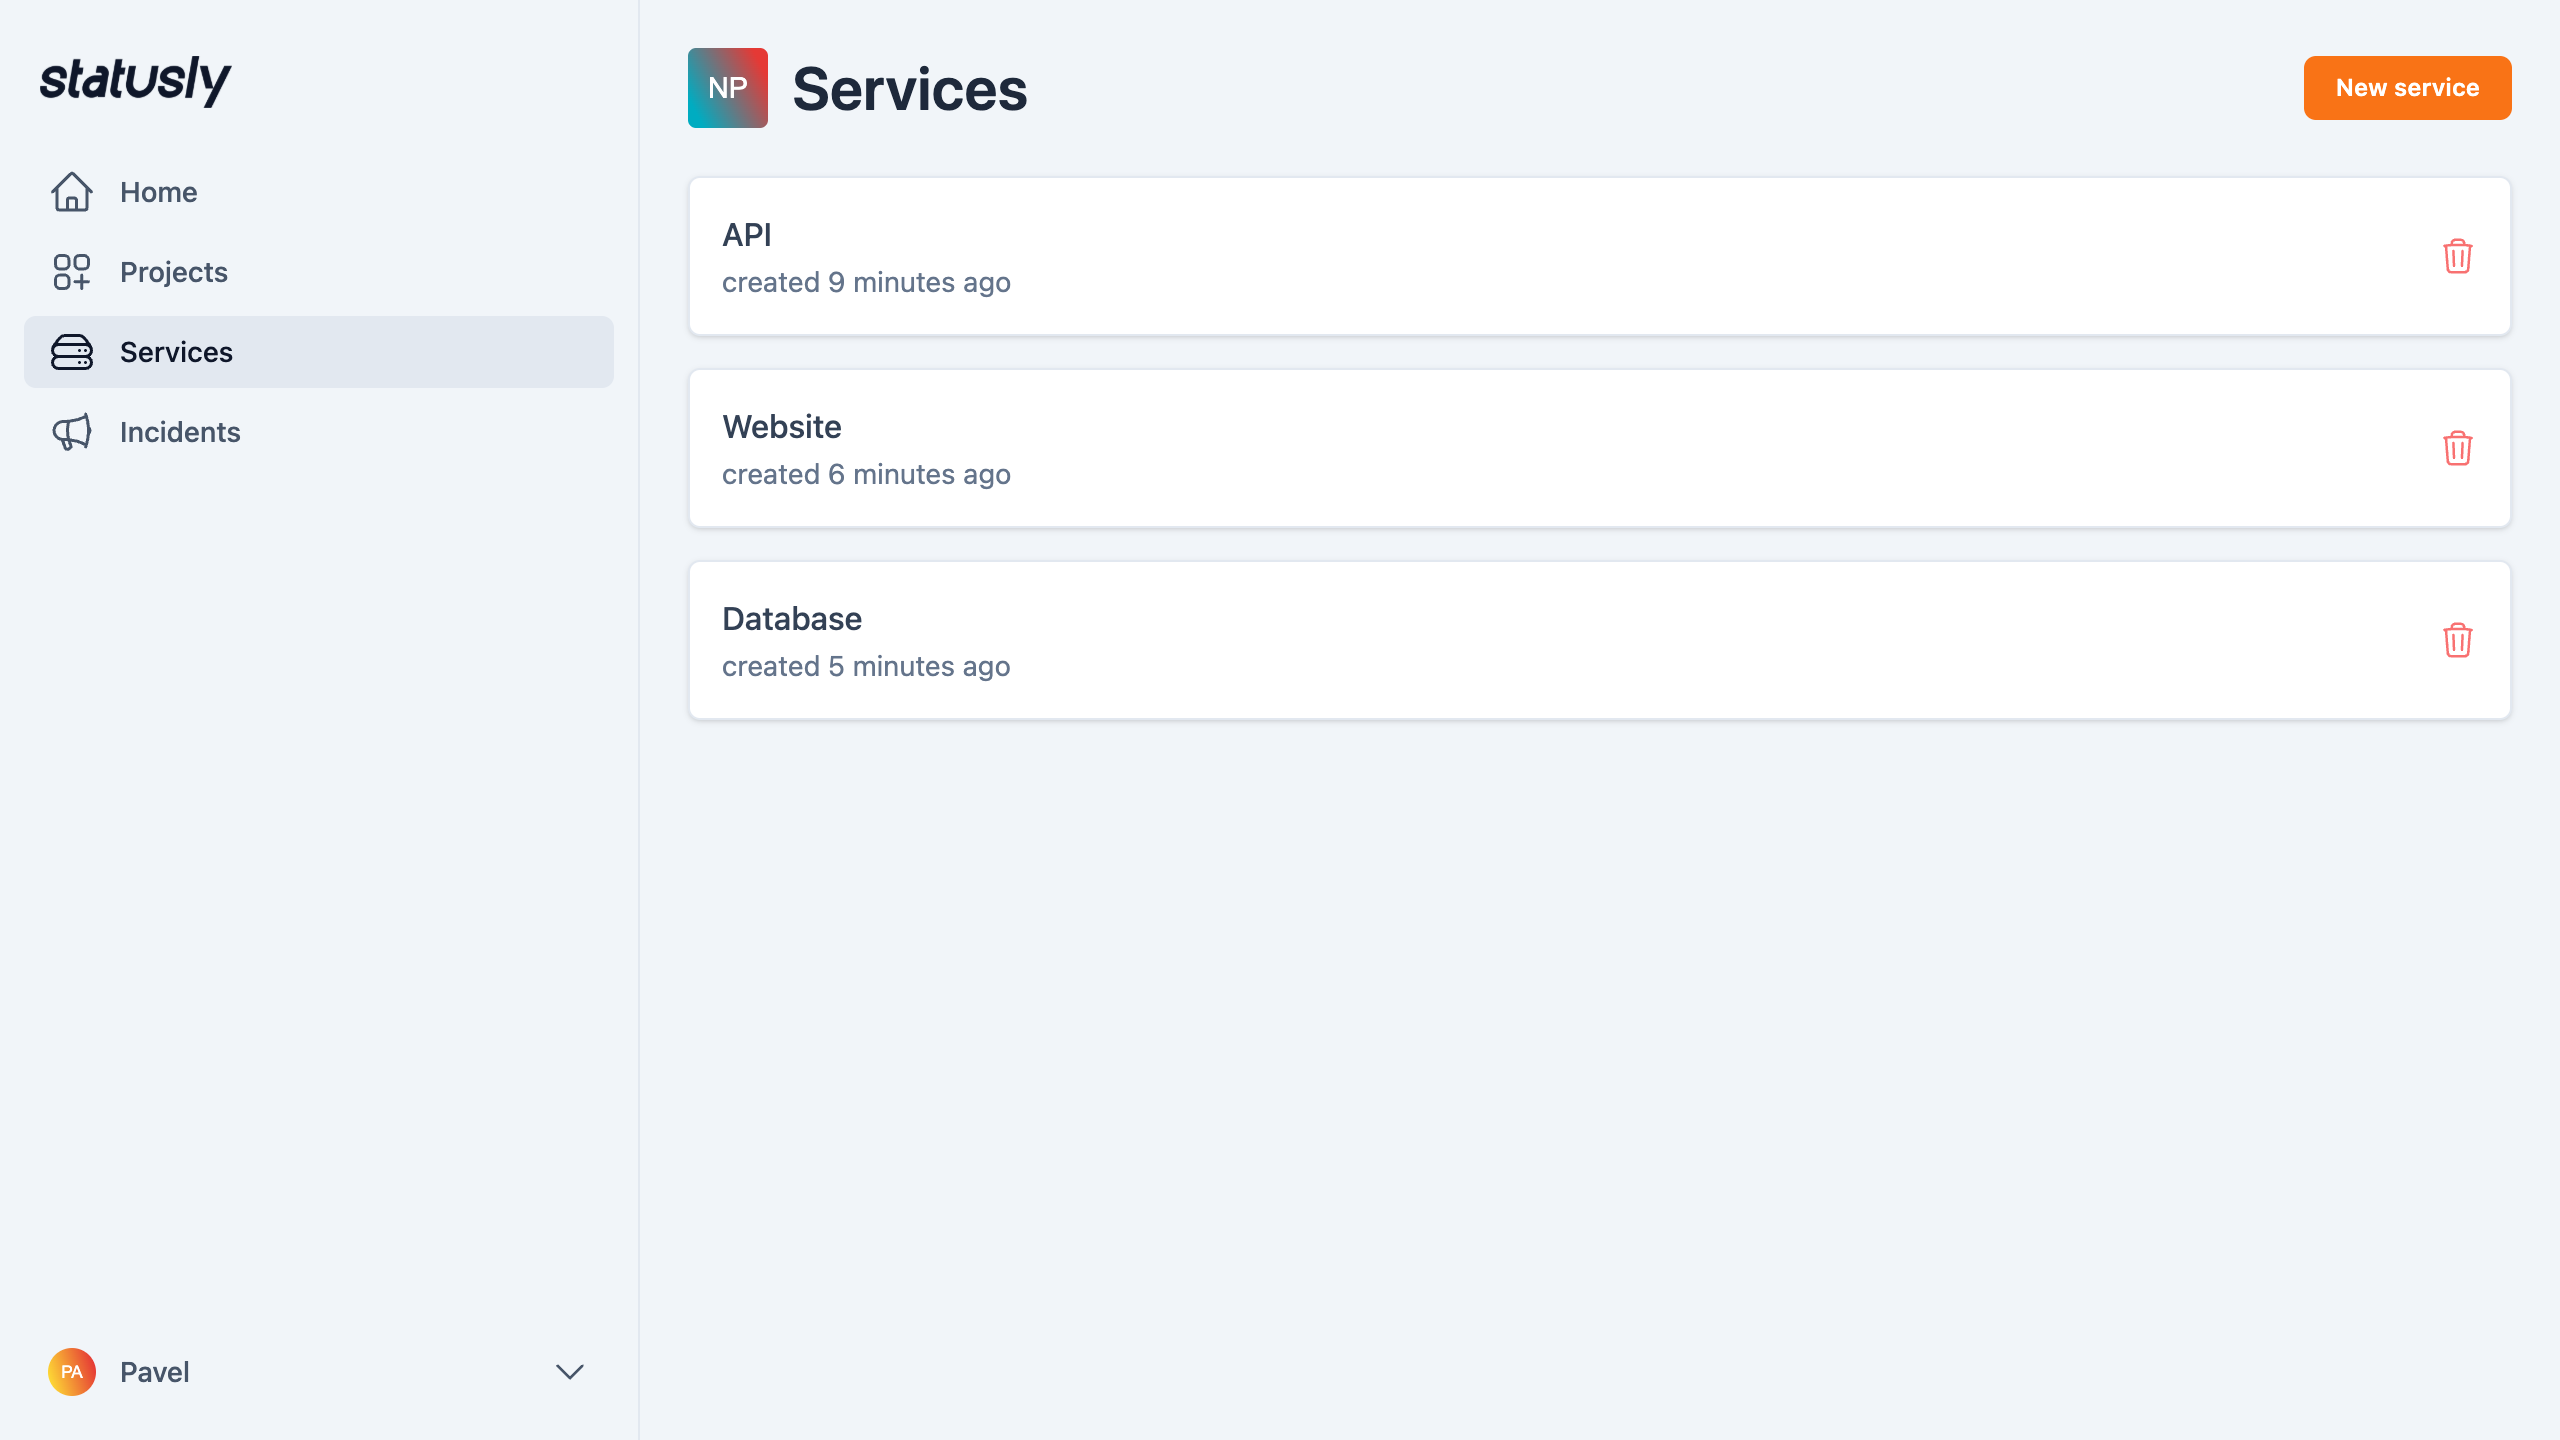 statusly
Home
Projects
Services
Incidents
PA
Pavel
NP
Services
New service
API
created 9 minutes ago
Website
created 6 minutes ago
Database
created 5 minutes ago